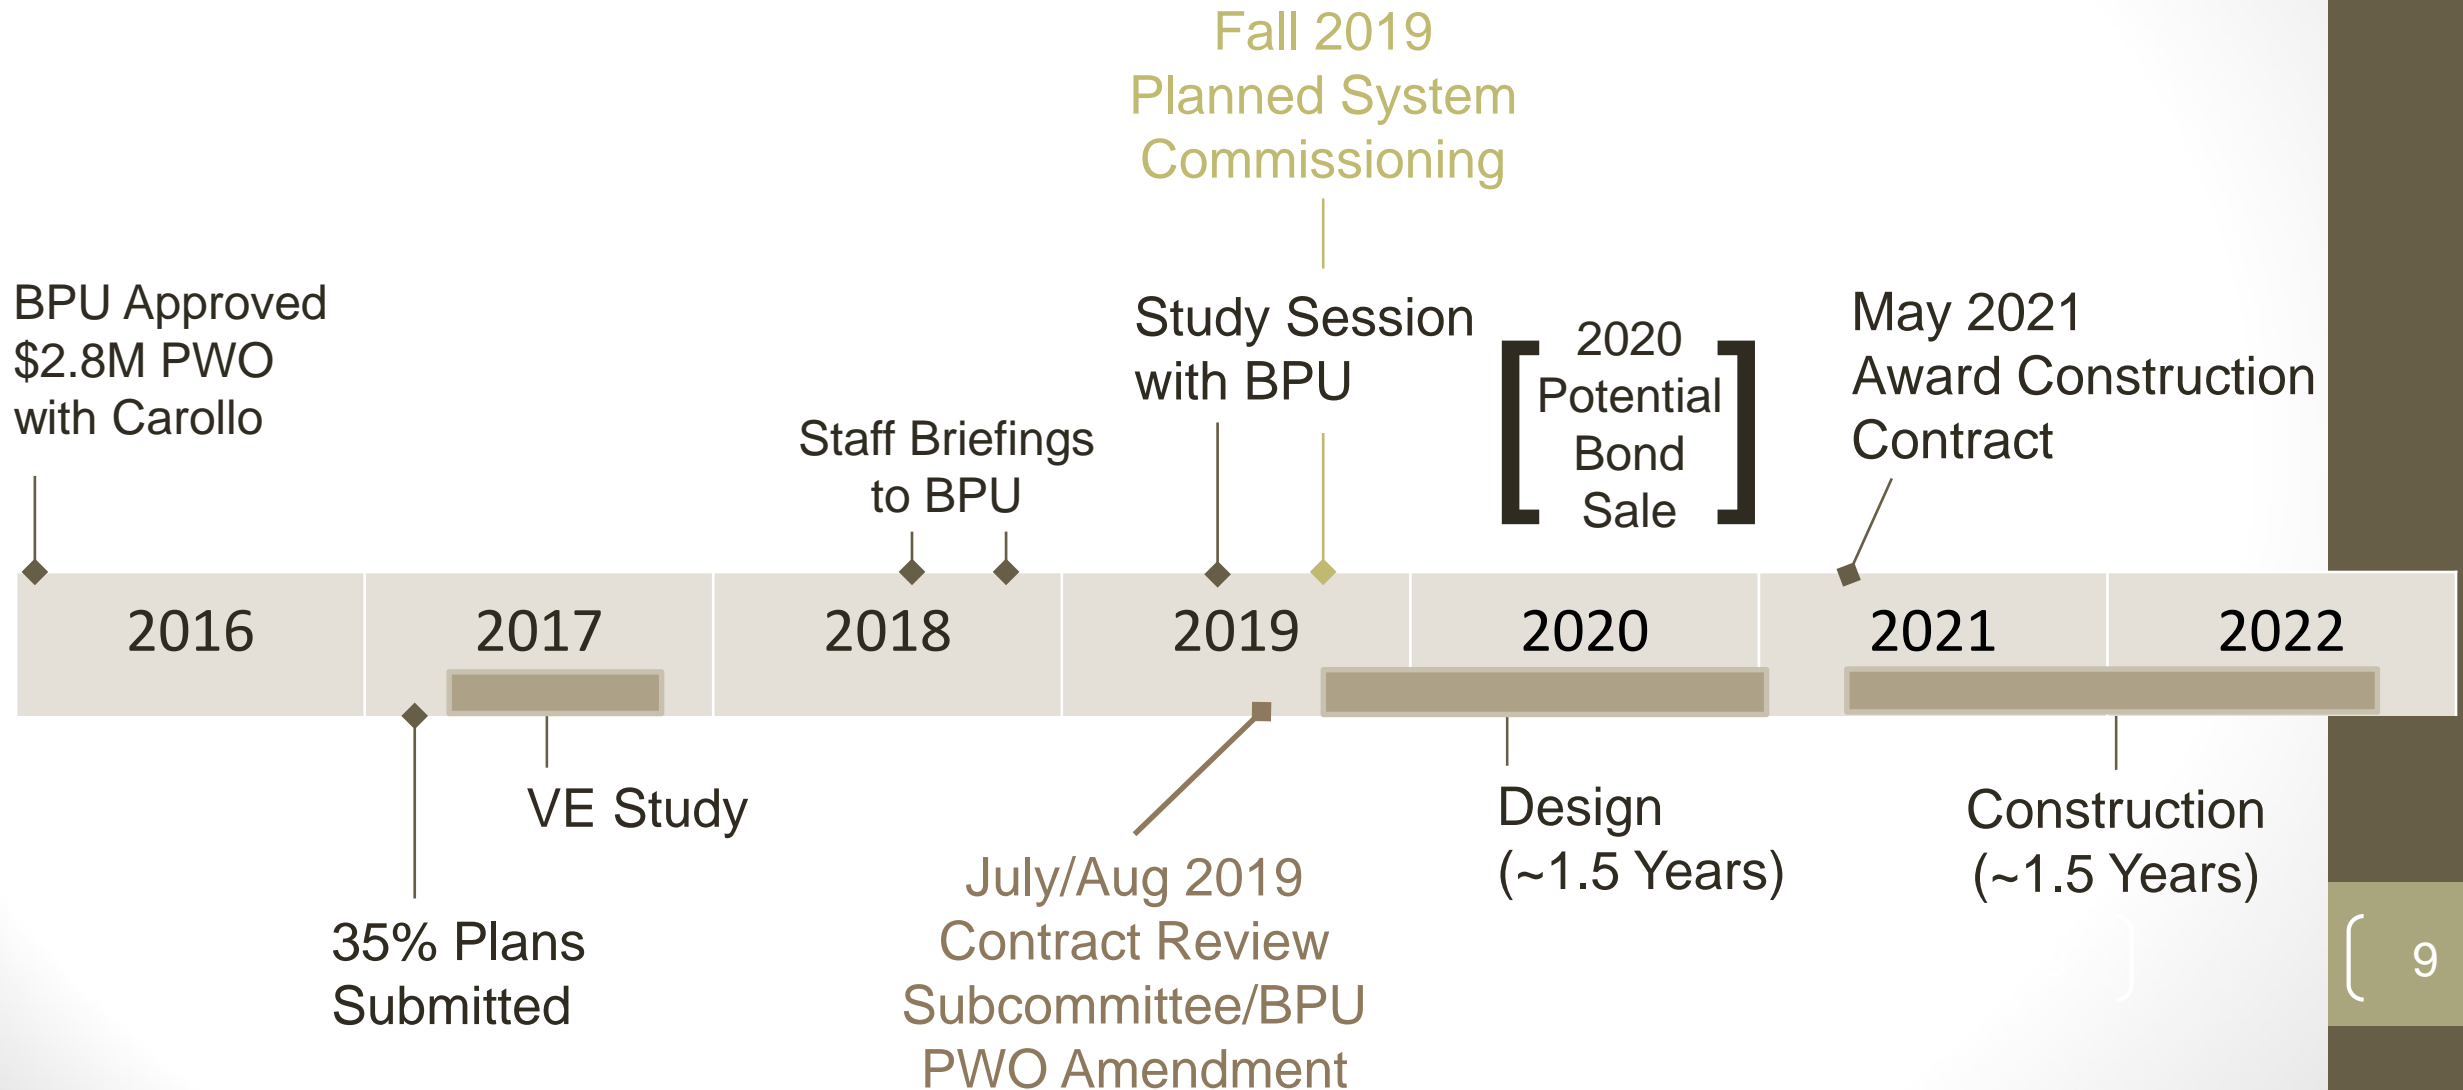 Fall 2019
Planned System
Commissioning
BPU Approved
$2.8M PWO
with Carollo
Staff Briefings
to BPU
Study Session
with BPU
2020
Potential
Bond
Sale
May 2021
Award Construction
Contract
2016
2017
2018
2019
2020
2021
2022
35% Plans
Submitted
VE Study
July/Aug 2019
Contract Review
Subcommittee/BPU
PWO Amendment
Design
(~1.5 Years)
Construction
(~1.5 Years)
9